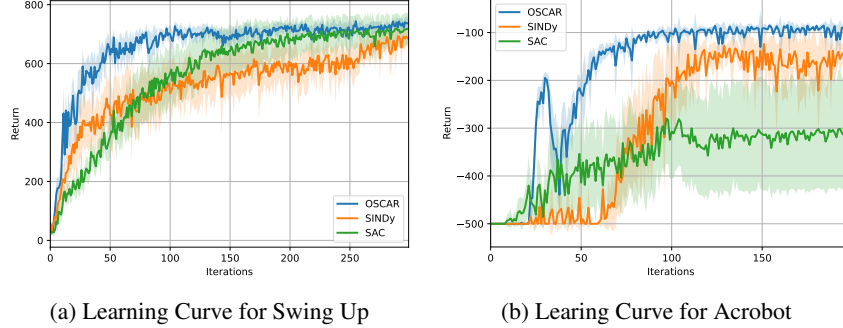 800
600
400
200
0
Return
0 50 100 150 200 250
Iterations
OSCAR
SINDy
SAC
(a) Learning Curve for Swing Up
OSCAR
SINDy
SAC
−100
−200
−300
−400
−500
Return
0 50 100 150
Iterations
(b) Learing Curve for Acrobot